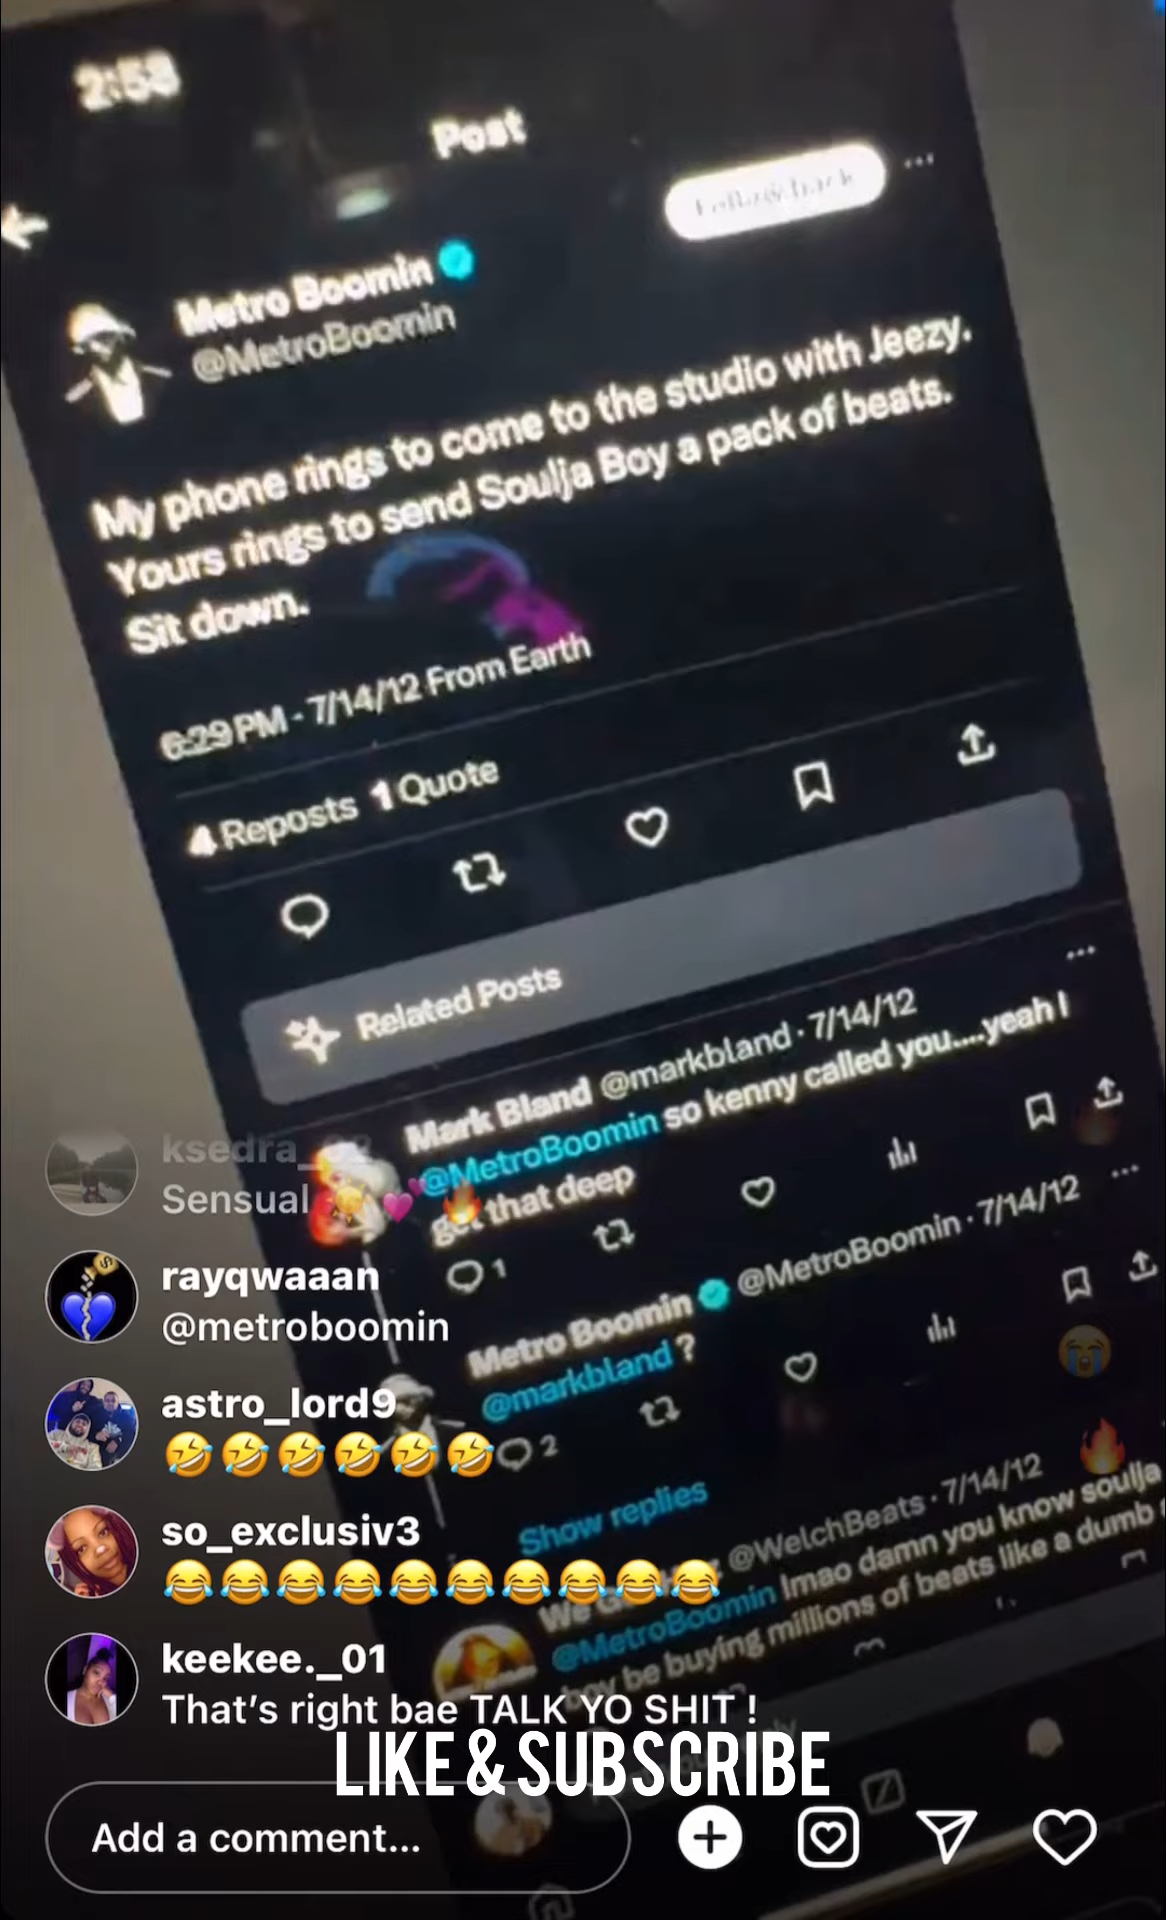 2:53
Post
Follow back
Metro Boomin
@MetroBoomin
My phone rings to come to the studio with Jeezy.
Yours rings to send Soulja Boy a pack of beats.
Sit down.
6:29 PM - 7/14/12 From Earth
4 Reposts 1 Quote
Related Posts
Mark Bland @markbland · 7/14/12
@MetroBoomin so kenny called you....yeah I
get that deep
1
Metro Boomin @MetroBoomin · 7/14/12
@markbland ?
2
Show replies
@WelchBeats · 7/14/12
@MetroBoomin lmao damn you know soulja
boy be buying millions of beats like a dumb
ksedra_
Sensual
rayqwaaan
@metroboomin
astro_lord9
🤣🤣🤣🤣🤣🤣
so_exclusiv3
😂😂😂😂😂😂😂😂😂😂
keekee._01
That's right bae TALK YO SHIT !
LIKE & SUBSCRIBE
Add a comment...